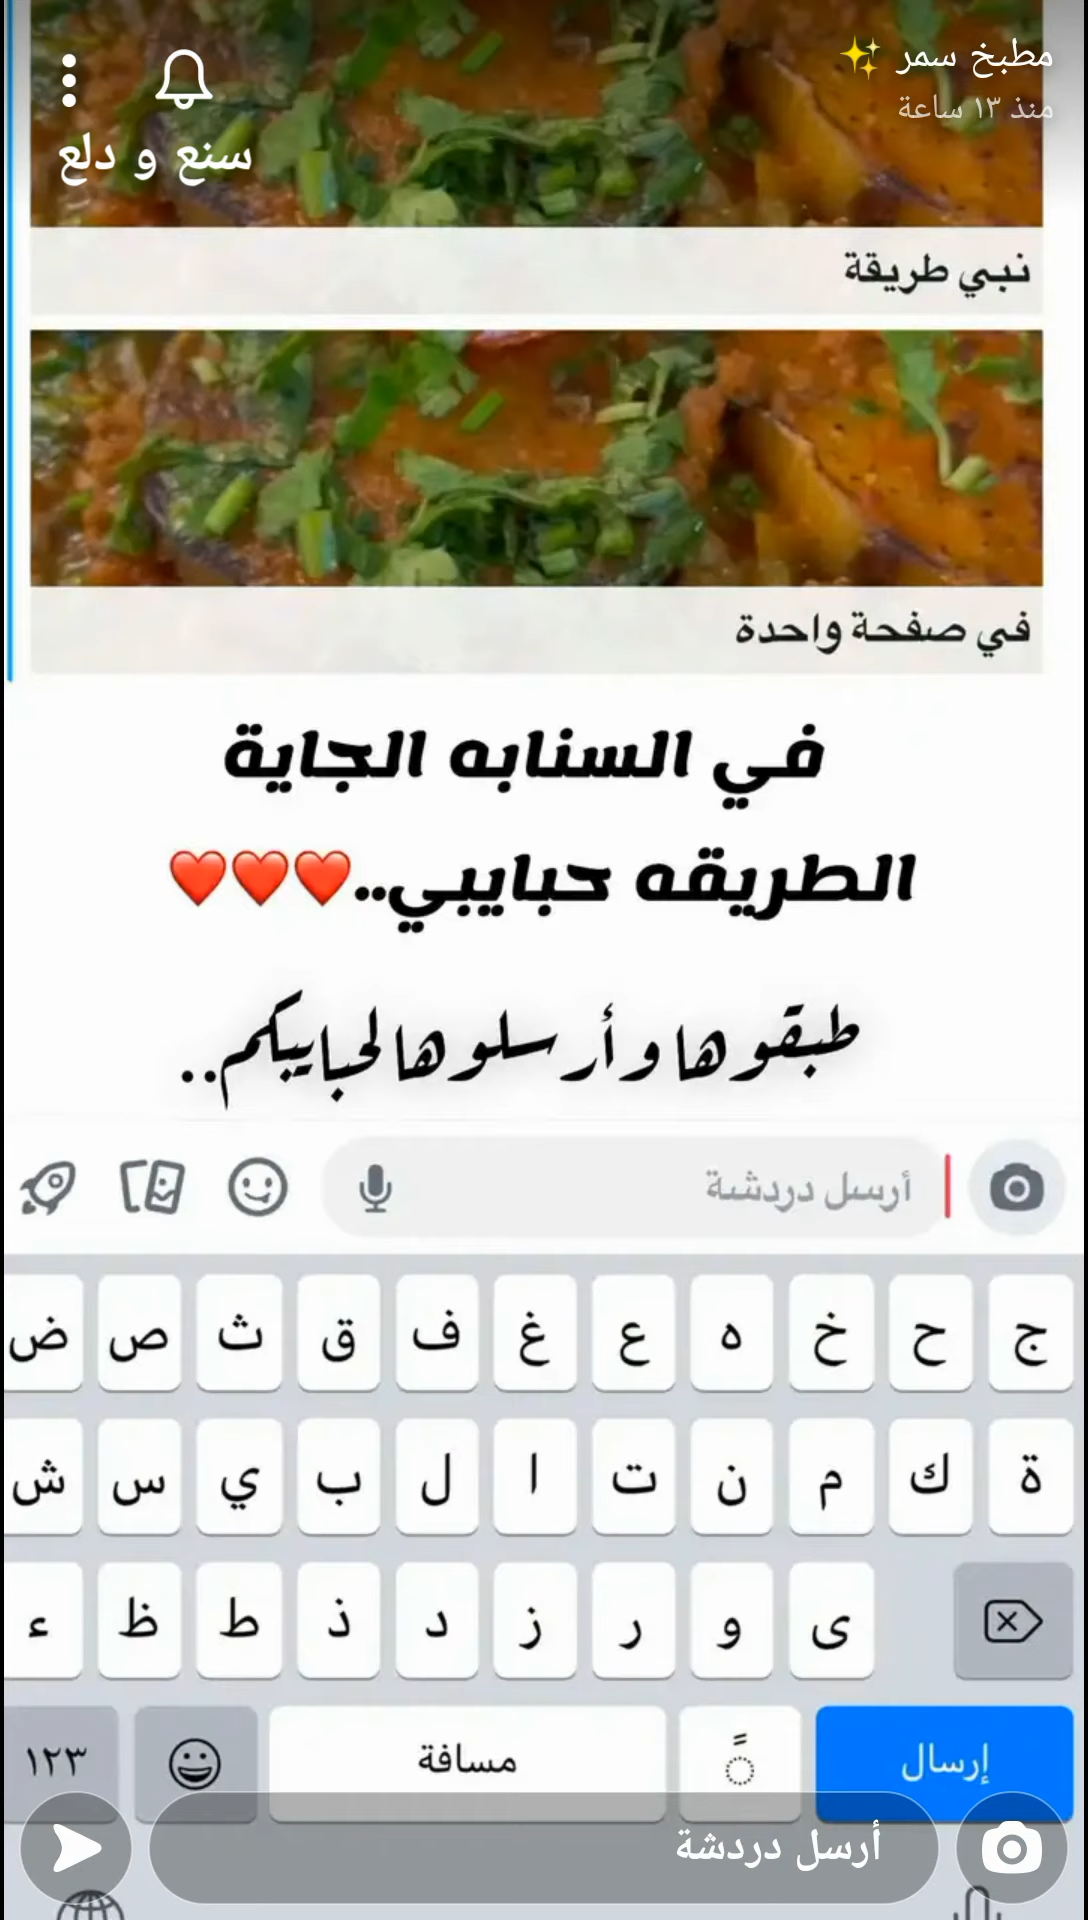 مطبخ سمر ✨
منذ ١٣ ساعة
سنع و دلع
نبي طريقة
في صفحة واحدة
في السنابه الجاية
الطريقه حبايبي..❤️❤️❤️
طبقوها وأرسلوها لحبايبكم..
أرسل دردشة
ج ح خ ه ع غ ف ق ث ص ض
ة ك م ن ت ا ل ب ي س ش
ى و ر ز د ذ ط ظ ء
إرسال مسافة ١٢٣
أرسل دردشة